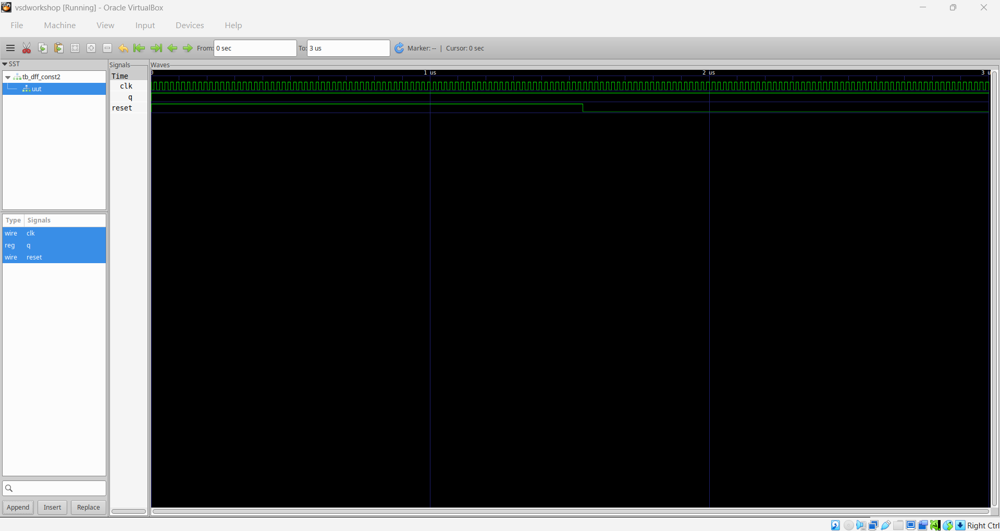 vsdworkshop [Running] - Oracle VirtualBox
File Machine View Input Devices Help
From: 0 sec To: 3 us Marker: -- | Cursor: 0 sec
SST
tb_dff_const2
uut
Type Signals
wire clk
reg q
wire reset
Append Insert Replace
Signals
Time
clk
q
reset
Waves
0 1 us 2 us 3 u
Right Ctrl